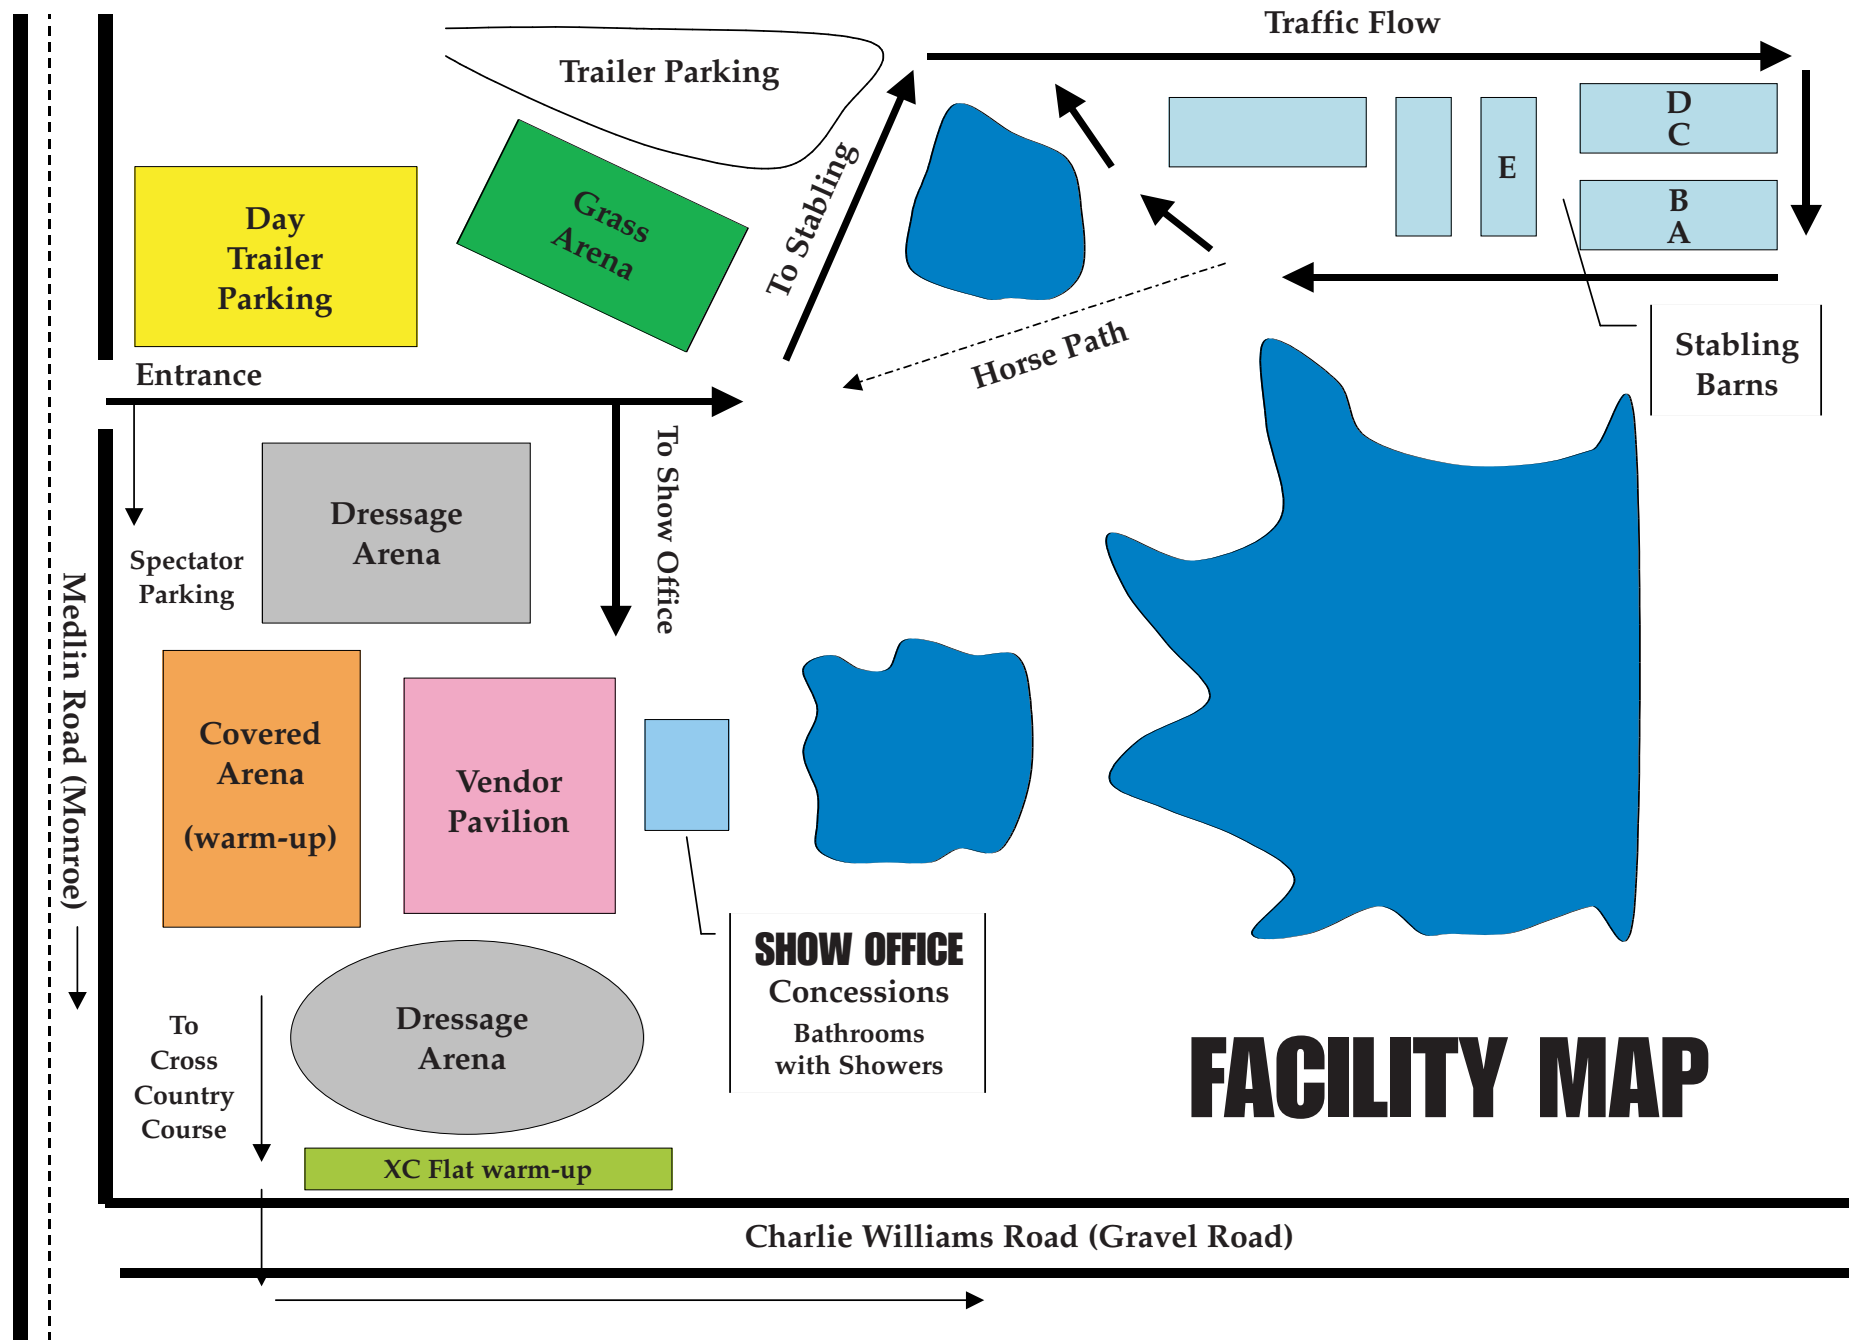 Traffic Flow
Trailer Parking
D
C
E
B
A
Day
Trailer
Parking
Grass
Arena
To Stabling
Horse Path
Stabling
Barns
Entrance
To Show Office
Dressage
Arena
Spectator
Parking
Medlin Road (Monroe)
Covered
Arena
(warm-up)
Vendor
Pavilion
SHOW OFFICE
Concessions
Bathrooms
with Showers
To
Cross
Country
Course
Dressage
Arena
FACILITY MAP
XC Flat warm-up
Charlie Williams Road (Gravel Road)